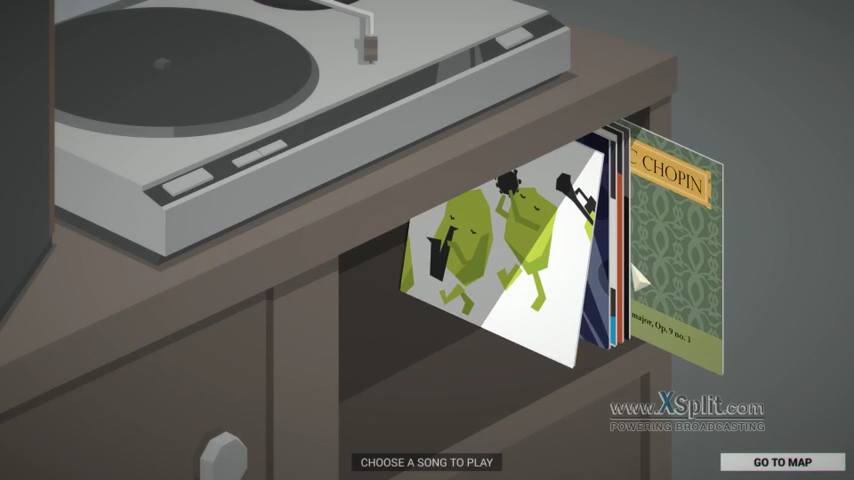 C CHOPIN
major, Op. 9 no. 3
www.XSplit.com
POWERING BROADCASTING
CHOOSE A SONG TO PLAY
GO TO MAP